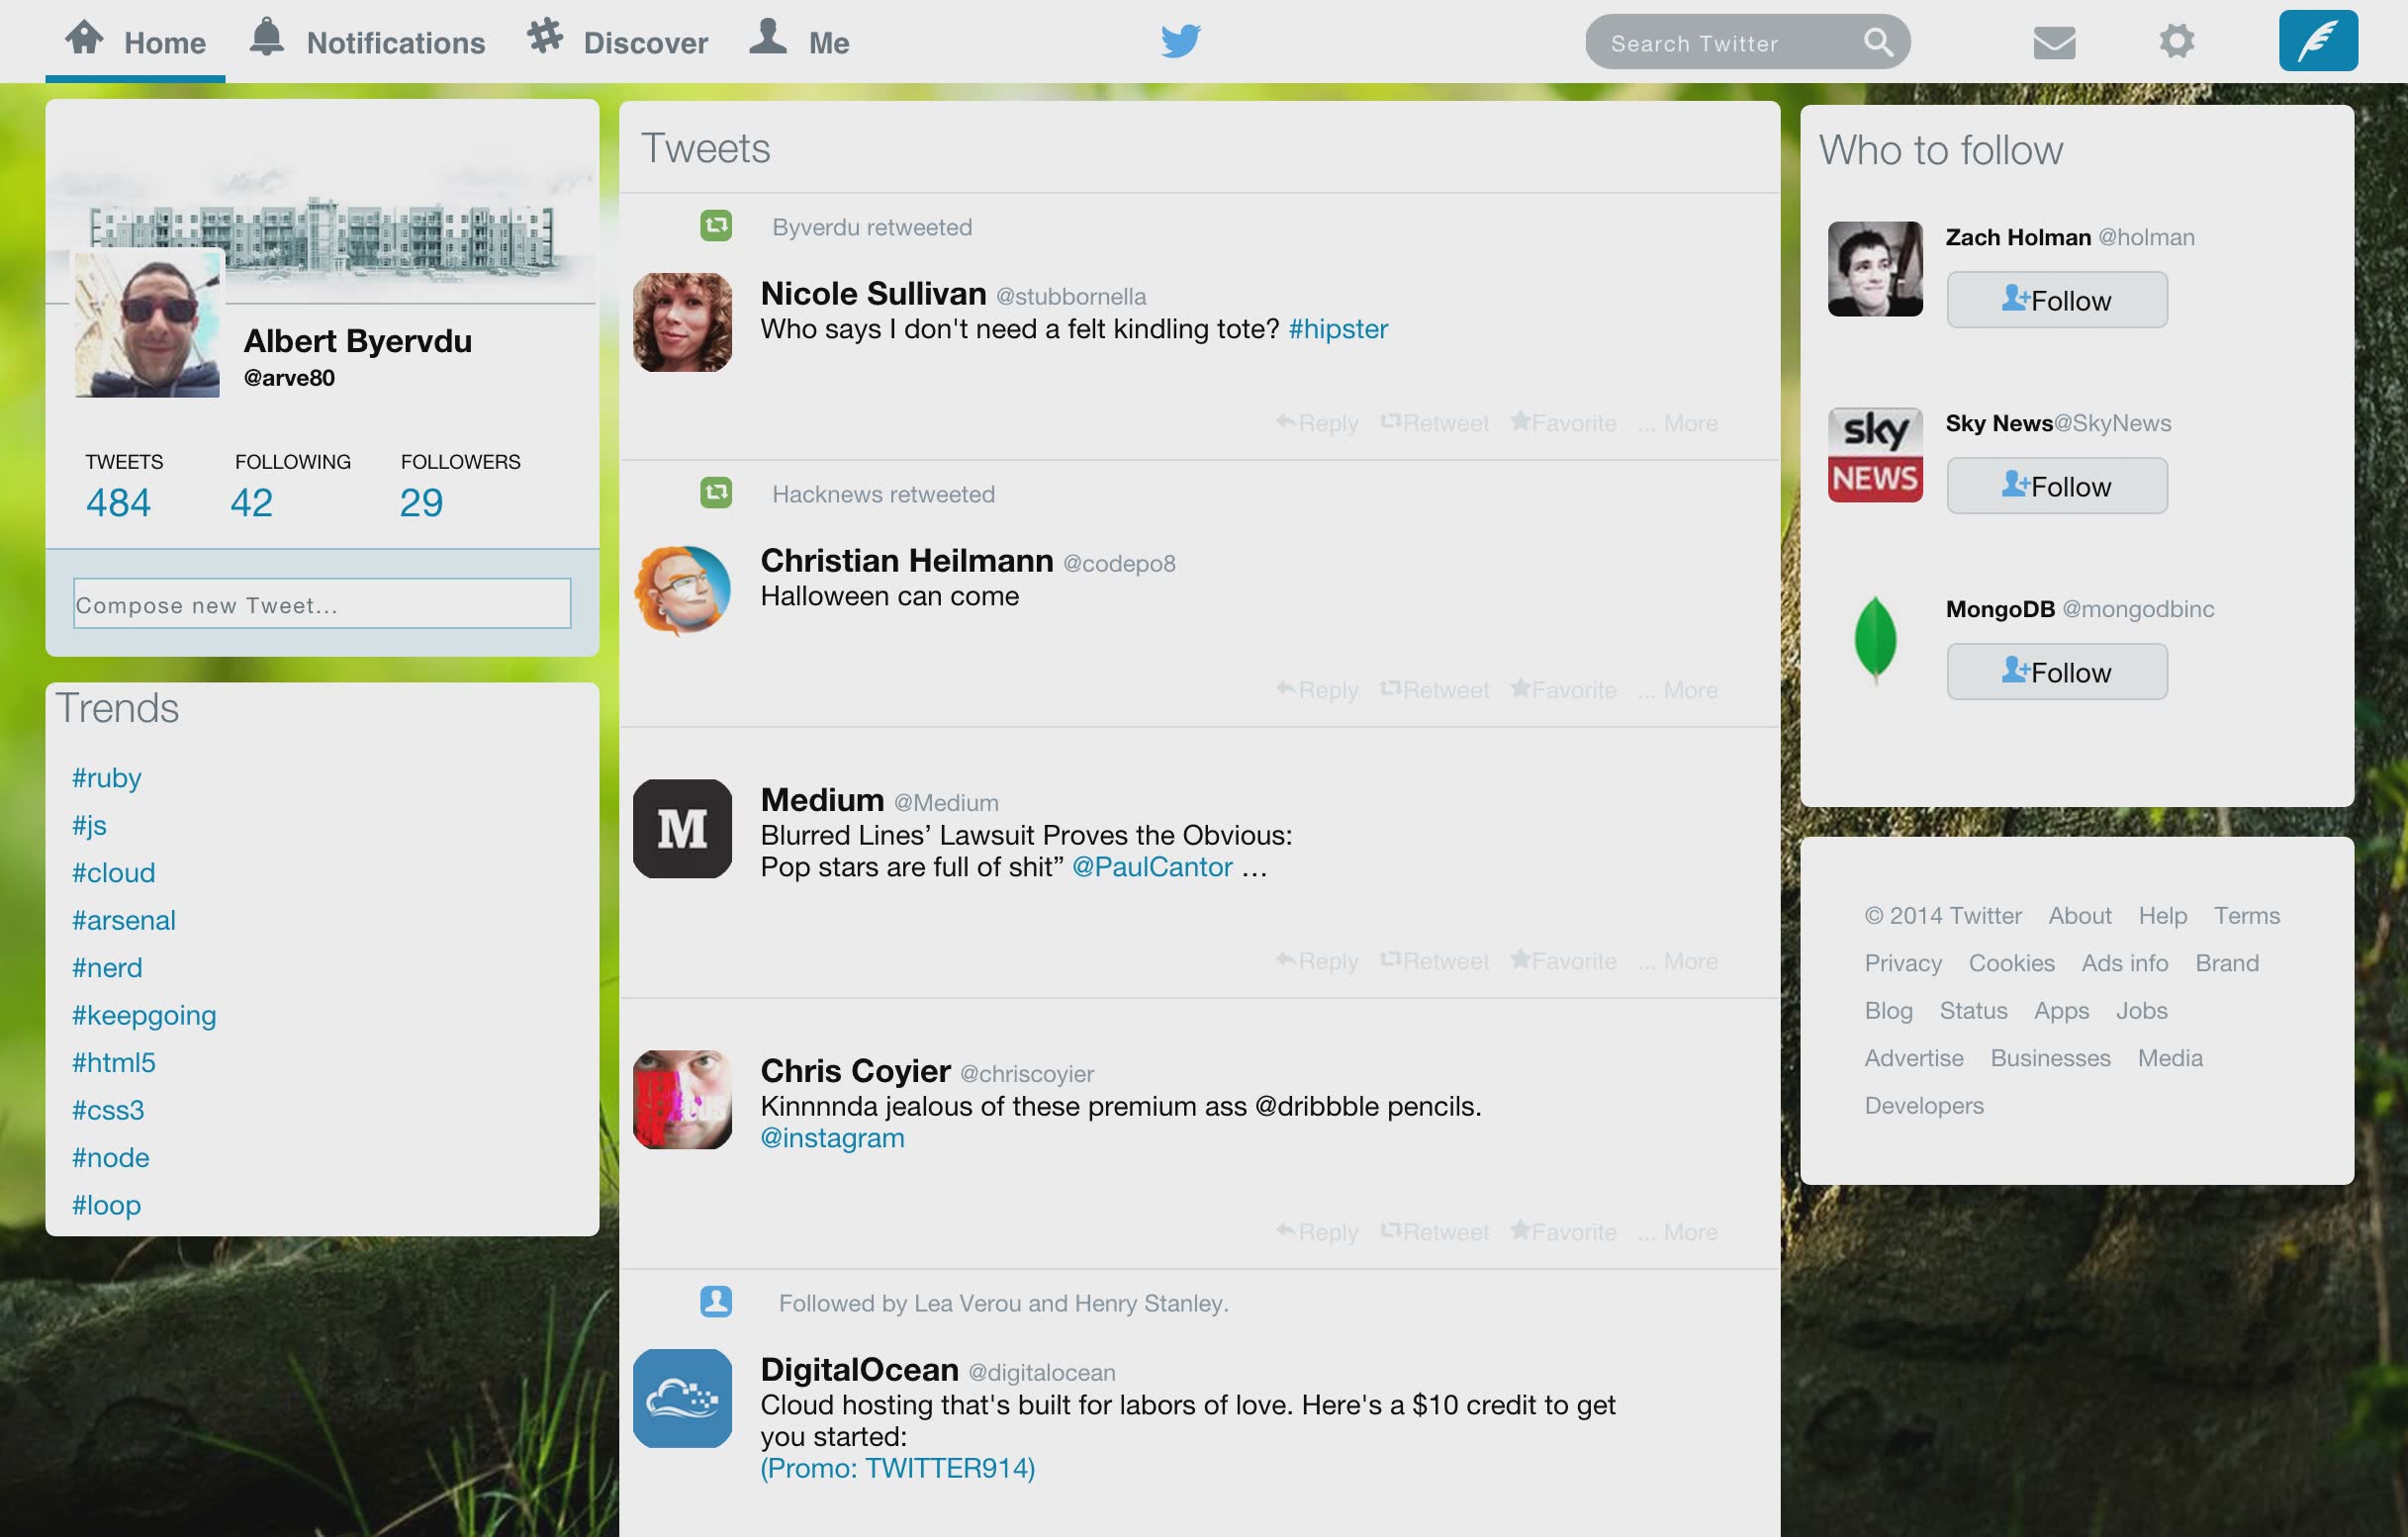 Home Notifications Discover Me Search Twitter
Albert Byervdu
@arve80
TWEETS FOLLOWING FOLLOWERS
484 42 29
Compose new Tweet...
Trends
#ruby
#js
#cloud
#arsenal
#nerd
#keepgoing
#html5
#css3
#node
#loop
Tweets
Byverdu retweeted
Nicole Sullivan @stubbornella
Who says I don't need a felt kindling tote? #hipster
Reply Retweet Favorite ... More
Hacknews retweeted
Christian Heilmann @codepo8
Halloween can come
Reply Retweet Favorite ... More
M
Medium @Medium
Blurred Lines’ Lawsuit Proves the Obvious:
Pop stars are full of shit” @PaulCantor …
Reply Retweet Favorite ... More
Chris Coyier @chriscoyier
Kinnnnda jealous of these premium ass @dribbble pencils.
@instagram
Reply Retweet Favorite ... More
Followed by Lea Verou and Henry Stanley.
DigitalOcean @digitalocean
Cloud hosting that's built for labors of love. Here's a $10 credit to get
you started:
(Promo: TWITTER914)
Who to follow
Zach Holman @holman
Follow
sky
NEWS
Sky News@SkyNews
Follow
MongoDB @mongodbinc
Follow
© 2014 Twitter About Help Terms
Privacy Cookies Ads info Brand
Blog Status Apps Jobs
Advertise Businesses Media
Developers